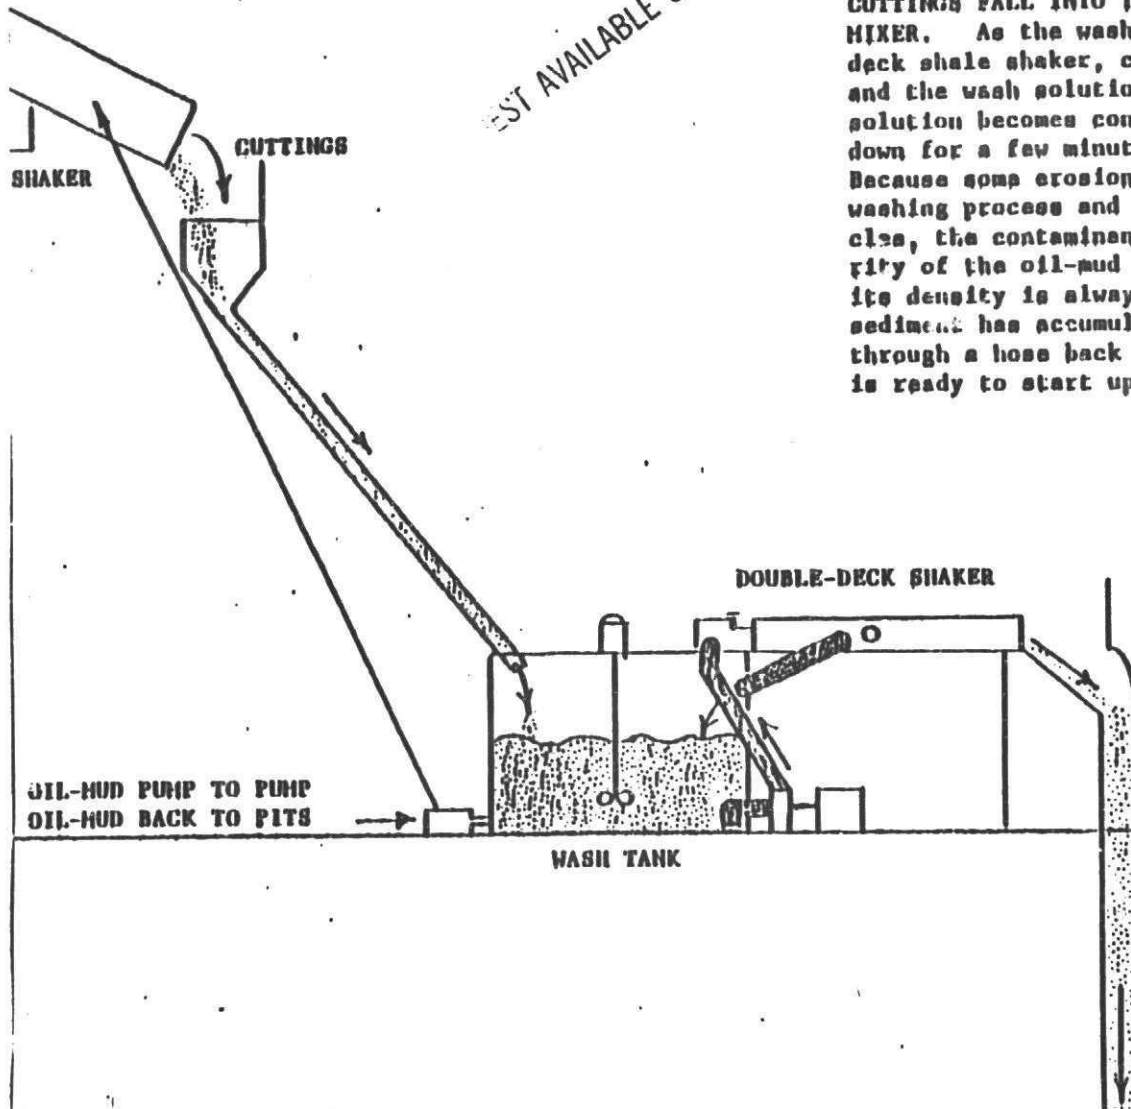 EST AVAILABLE
CUTTINGS FALL INTO
MIXER. As the wash
deck shale shaker, c
and the wash solutio
solution becomes con
down for a few minut
Because some erosion
washing process and
cles, the contaminan
rity of the oil-mud
its density is alway
sediment has accumul
through a hose back
is ready to start up
CUTTINGS
SHAKER
DOUBLE-DECK SHAKER
OIL-MUD PUMP TO PUMP
OIL-MUD BACK TO PITS
WASH TANK